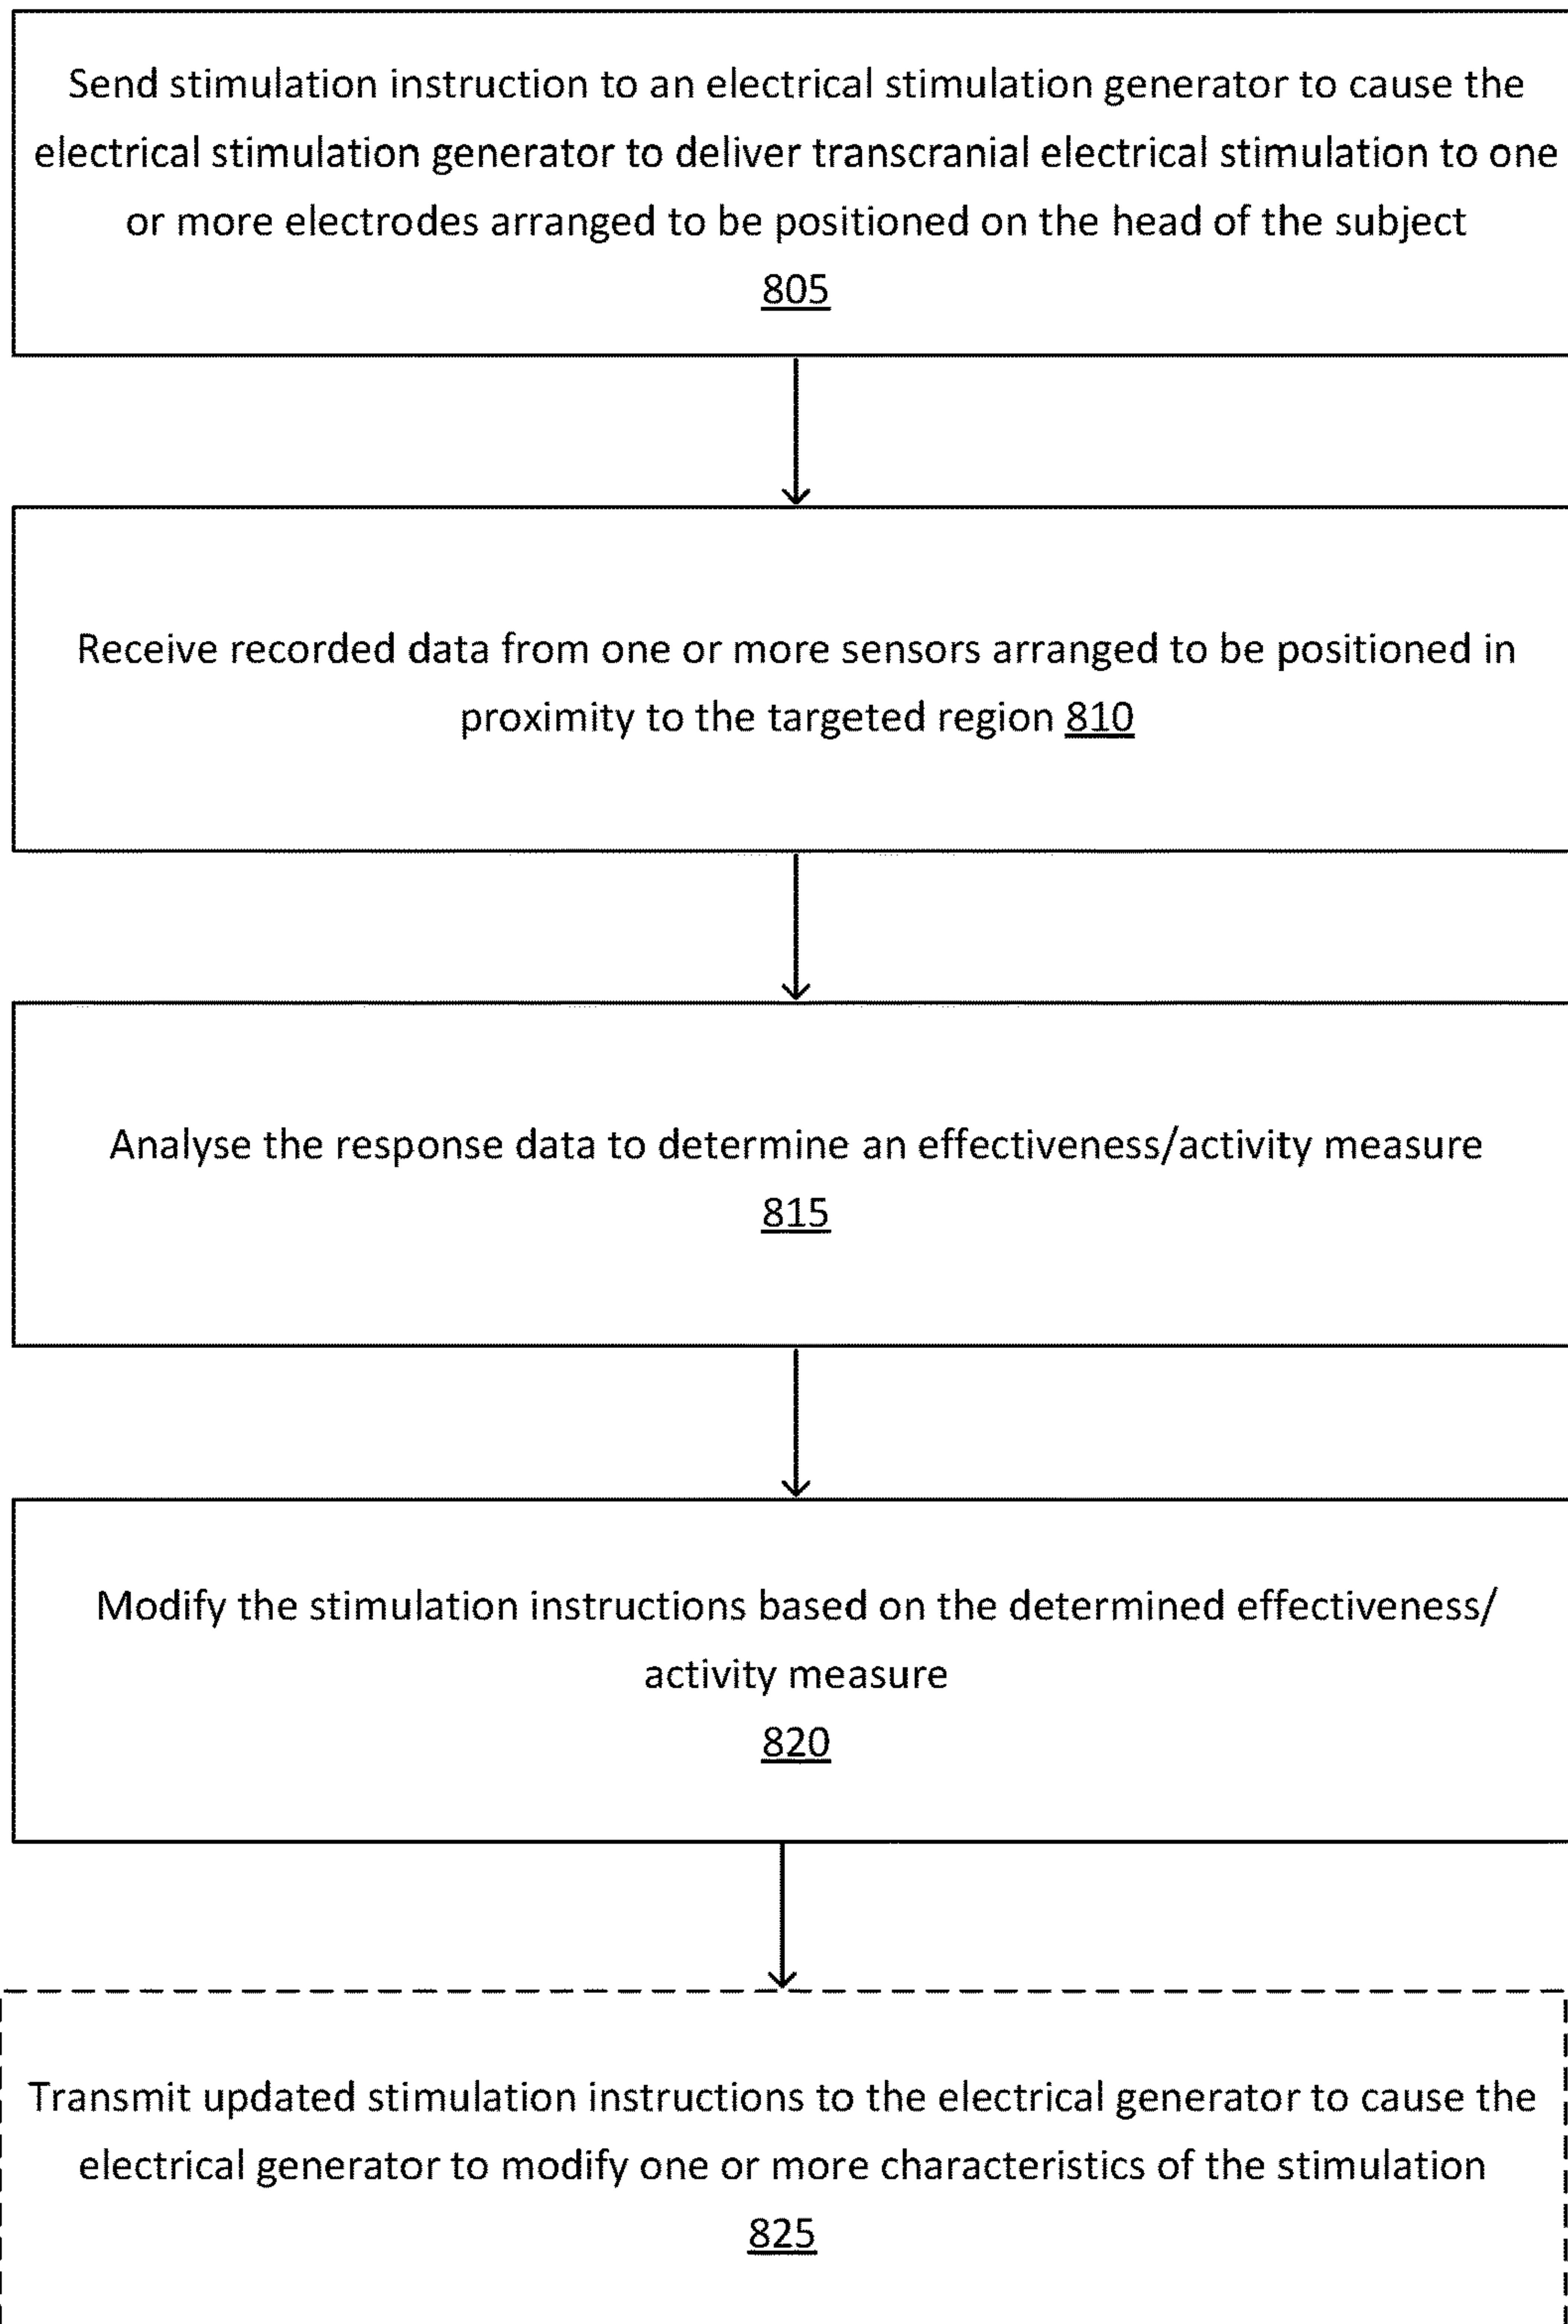 Send stimulation instruction to an electrical stimulation generator to cause the
electrical stimulation generator to deliver transcranial electrical stimulation to one
or more electrodes arranged to be positioned on the head of the subject
805
Receive recorded data from one or more sensors arranged to be positioned in
proximity to the targeted region 810
Analyse the response data to determine an effectiveness/activity measure
815
Modify the stimulation instructions based on the determined effectiveness/
activity measure
820
Transmit updated stimulation instructions to the electrical generator to cause the
electrical generator to modify one or more characteristics of the stimulation
825